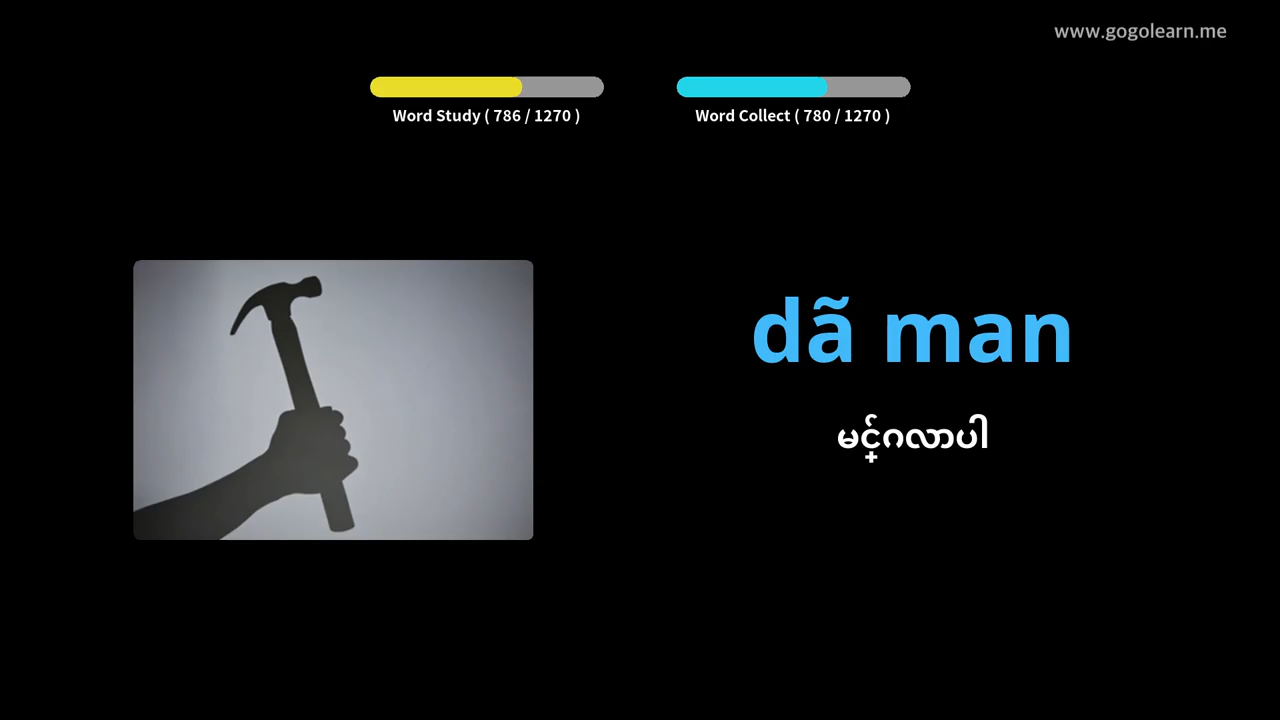 www.gogolearn.me
Word Study ( 786 / 1270 )
Word Collect ( 780 / 1270 )
dã man
မင်္ဂလာပါ